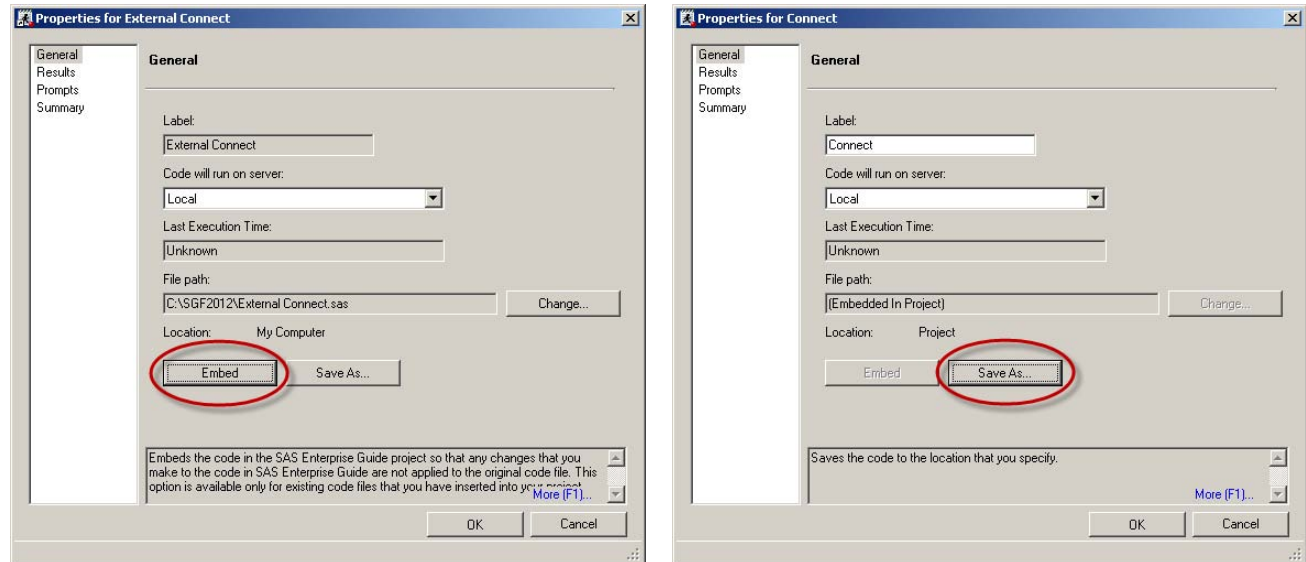 Properties for External Connect
General
Results
Prompts
Summary
General
Label:
External Connect
Code will run on server:
Local
Last Execution Time:
Unknown
File path:
C:\SGF2012\External Connect.sas
Change...
Location: My Computer
Embed
Save As...
Embeds the code in the SAS Enterprise Guide project so that any changes that you
make to the code in SAS Enterprise Guide are not applied to the original code file. This
option is available only for existing code files that you have inserted into your project
More (F1)...
OK
Cancel
Properties for Connect
General
Results
Prompts
Summary
General
Label:
Connect
Code will run on server:
Local
Last Execution Time:
Unknown
File path:
(Embedded In Project)
Change...
Location: Project
Embed
Save As...
Saves the code to the location that you specify.
More (F1)...
OK
Cancel